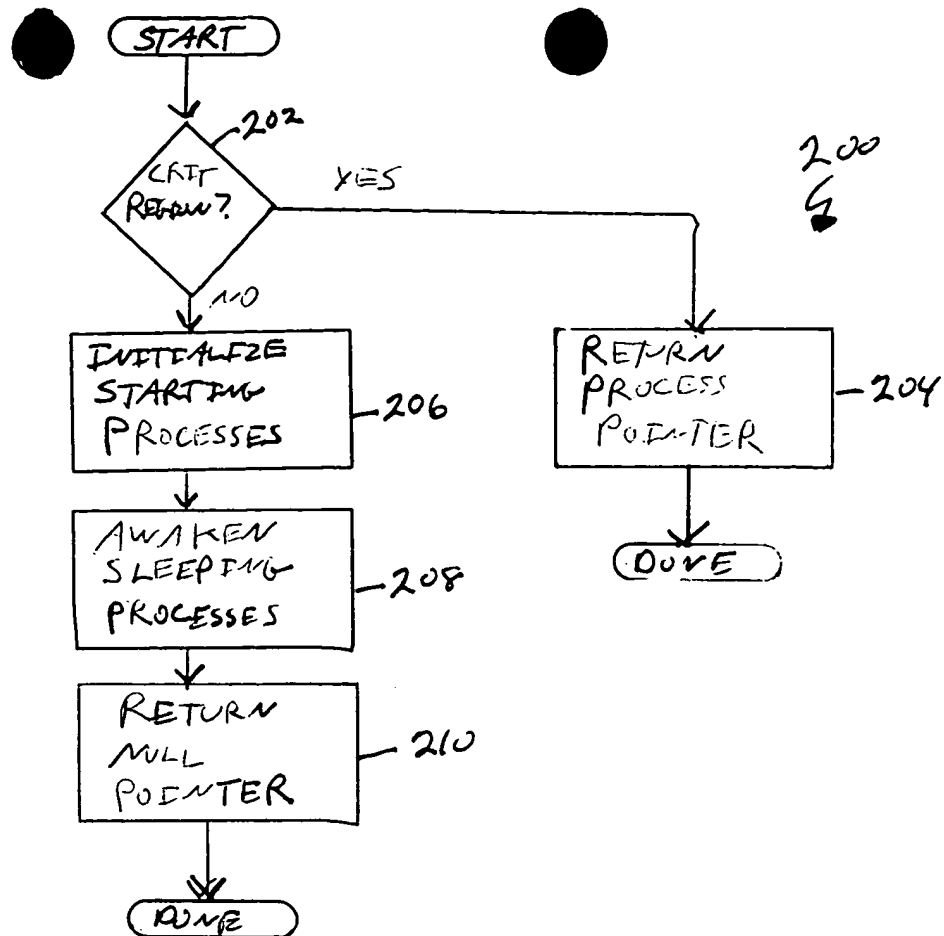 START
202
CRIT
REGION?
YES
200
NO
INITIALIZE
STARTING
PROCESSES
206
RETURN
PROCESS
POINTER
204
AWAKEN
SLEEPING
PROCESSES
208
DONE
RETURN
NULL
POINTER
210
DONE